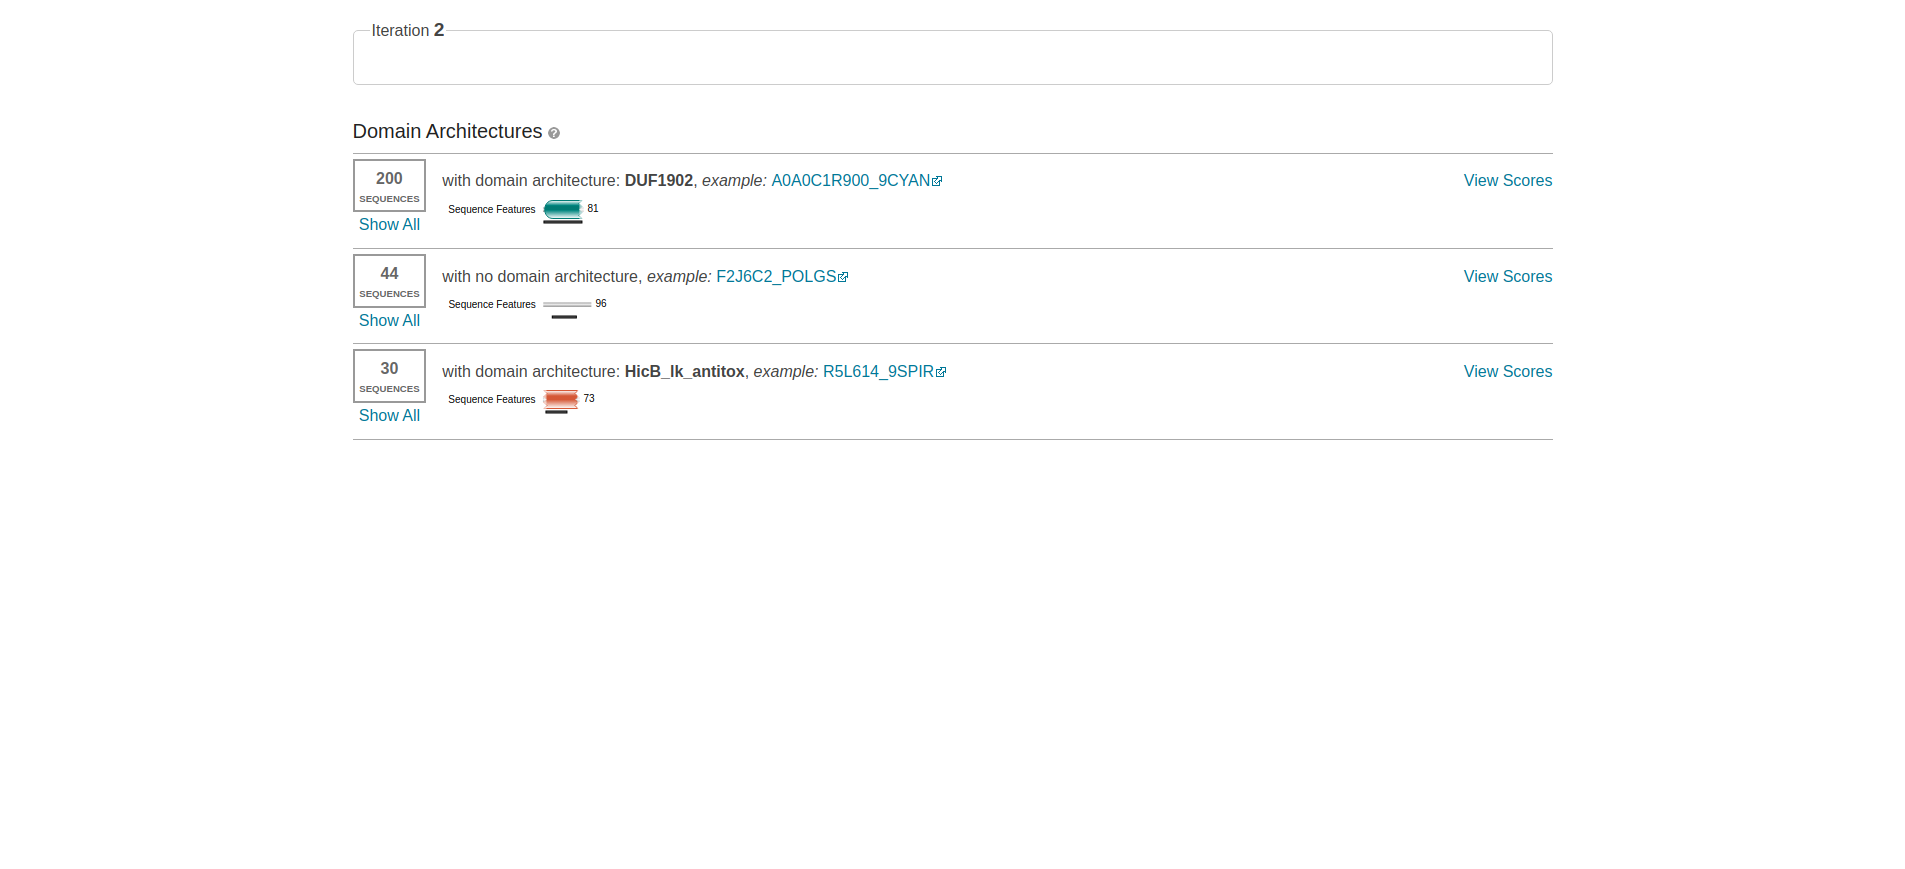 Iteration 2
Domain Architectures
200
SEQUENCES
Show All
with domain architecture: DUF1902, example: A0A0C1R900_9CYAN
View Scores
Sequence Features 81
44
SEQUENCES
Show All
with no domain architecture, example: F2J6C2_POLGS
View Scores
Sequence Features 96
30
SEQUENCES
Show All
with domain architecture: HicB_lk_antitox, example: R5L614_9SPIR
View Scores
Sequence Features 73